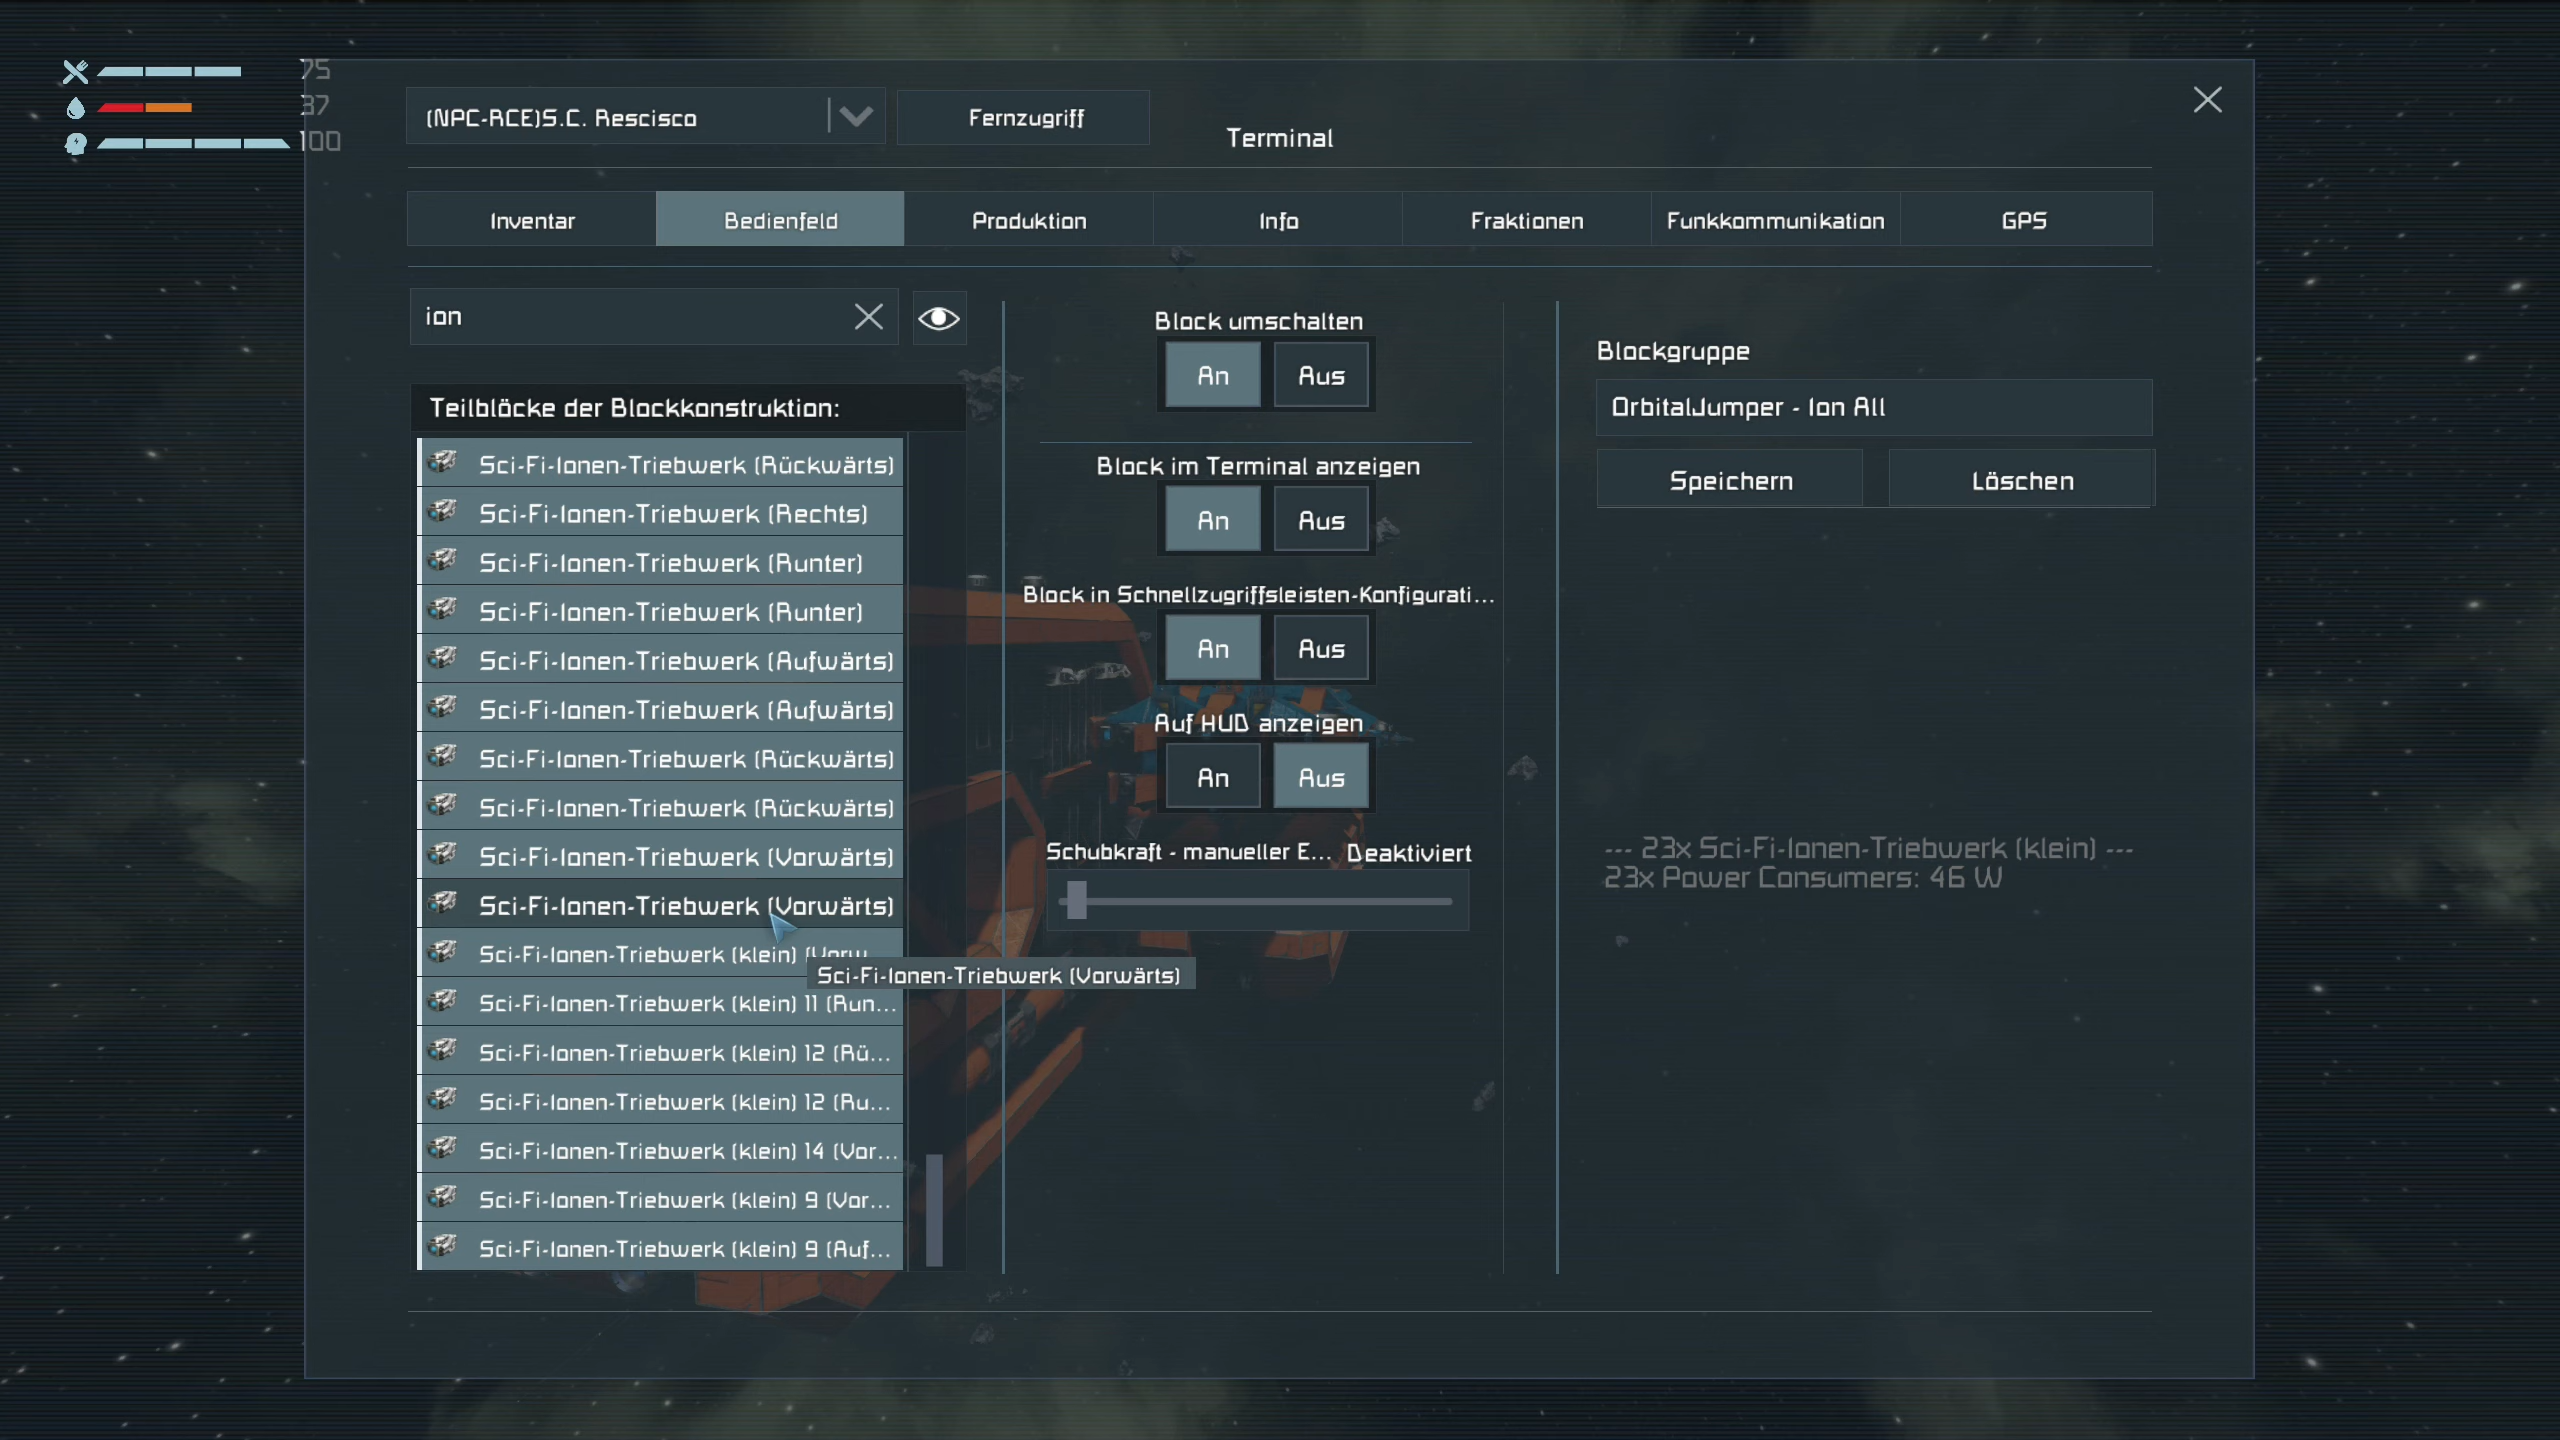 75
37
100
(NPC-RCE)S.C. Rescisco
Fernzugriff
Terminal
Inventar
Bedienfeld
Produktion
Info
Fraktionen
Funkkommunikation
GPS
ion
Teilblöcke der Blockkonstruktion:
Sci-Fi-Ionen-Triebwerk (Rückwärts)
Sci-Fi-Ionen-Triebwerk (Rechts)
Sci-Fi-Ionen-Triebwerk (Runter)
Sci-Fi-Ionen-Triebwerk (Runter)
Sci-Fi-Ionen-Triebwerk (Aufwärts)
Sci-Fi-Ionen-Triebwerk (Aufwärts)
Sci-Fi-Ionen-Triebwerk (Rückwärts)
Sci-Fi-Ionen-Triebwerk (Rückwärts)
Sci-Fi-Ionen-Triebwerk (Vorwärts)
Sci-Fi-Ionen-Triebwerk (Vorwärts)
Sci-Fi-Ionen-Triebwerk (klein) (Vorw...
Sci-Fi-Ionen-Triebwerk (Vorwärts)
Sci-Fi-Ionen-Triebwerk (klein) 11 (Run...
Sci-Fi-Ionen-Triebwerk (klein) 12 (Rü...
Sci-Fi-Ionen-Triebwerk (klein) 12 (Ru...
Sci-Fi-Ionen-Triebwerk (klein) 14 (Vor...
Sci-Fi-Ionen-Triebwerk (klein) 9 (Vor...
Sci-Fi-Ionen-Triebwerk (klein) 9 (Auf...
Block umschalten
An Aus
Block im Terminal anzeigen
An Aus
Block in Schnellzugriffsleisten-Konfigurati...
An Aus
Auf HUD anzeigen
An Aus
Schubkraft - manueller E... Deaktiviert
Blockgruppe
OrbitalJumper - Ion All
Speichern
Löschen
--- 23x Sci-Fi-Ionen-Triebwerk (klein) ---
23x Power Consumers: 46 W